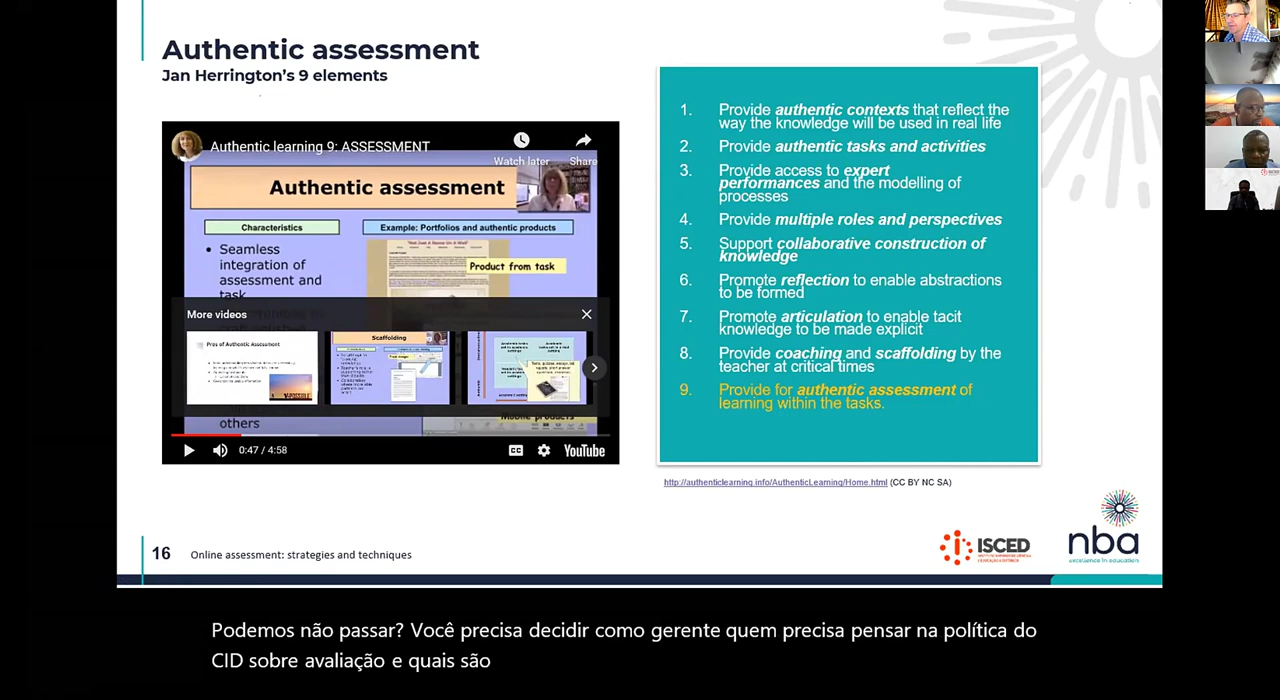 Authentic assessment
Jan Herrington's 9 elements
Authentic learning 9: ASSESSMENT
Watch later
Share
Authentic assessment
Characteristics
Example: Portfolios and authentic products
• Seamless
integration of
assessment and
task
Product from task
More videos
Pros of Authentic Assessment
Scaffolding
others
0:47 / 4:58
CC
YouTube
1. Provide authentic contexts that reflect the
way the knowledge will be used in real life
2. Provide authentic tasks and activities
3. Provide access to expert
performances and the modelling of
processes
4. Provide multiple roles and perspectives
5. Support collaborative construction of
knowledge
6. Promote reflection to enable abstractions
to be formed
7. Promote articulation to enable tacit
knowledge to be made explicit
8. Provide coaching and scaffolding by the
teacher at critical times
9. Provide for authentic assessment of
learning within the tasks.
http://authenticlearning.info/AuthenticLearning/Home.html (CC BY NC SA)
16 Online assessment: strategies and techniques
ISCED
nba
excellence in education
Podemos não passar? Você precisa decidir como gerente quem precisa pensar na política do
CID sobre avaliação e quais são